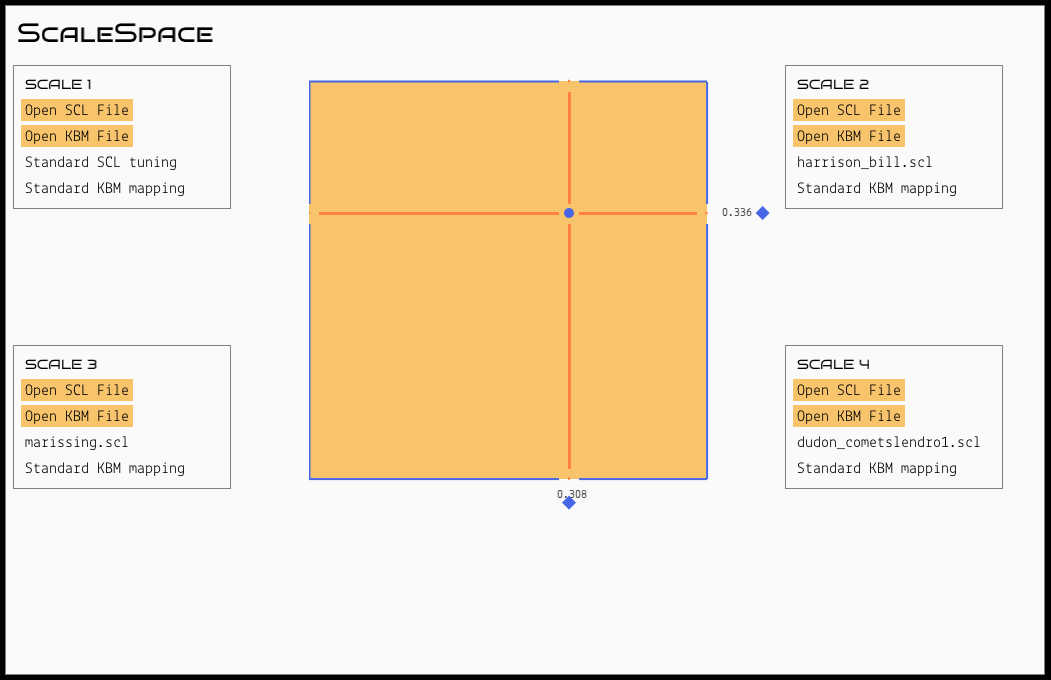 ScaleSpace
SCALE 1
Open SCL File
Open KBM File
Standard SCL tuning
Standard KBM mapping
SCALE 2
Open SCL File
Open KBM File
harrison_bill.scl
Standard KBM mapping
0.336
SCALE 3
Open SCL File
Open KBM File
marissing.scl
Standard KBM mapping
SCALE 4
Open SCL File
Open KBM File
dudon_cometslendro1.scl
Standard KBM mapping
0.308